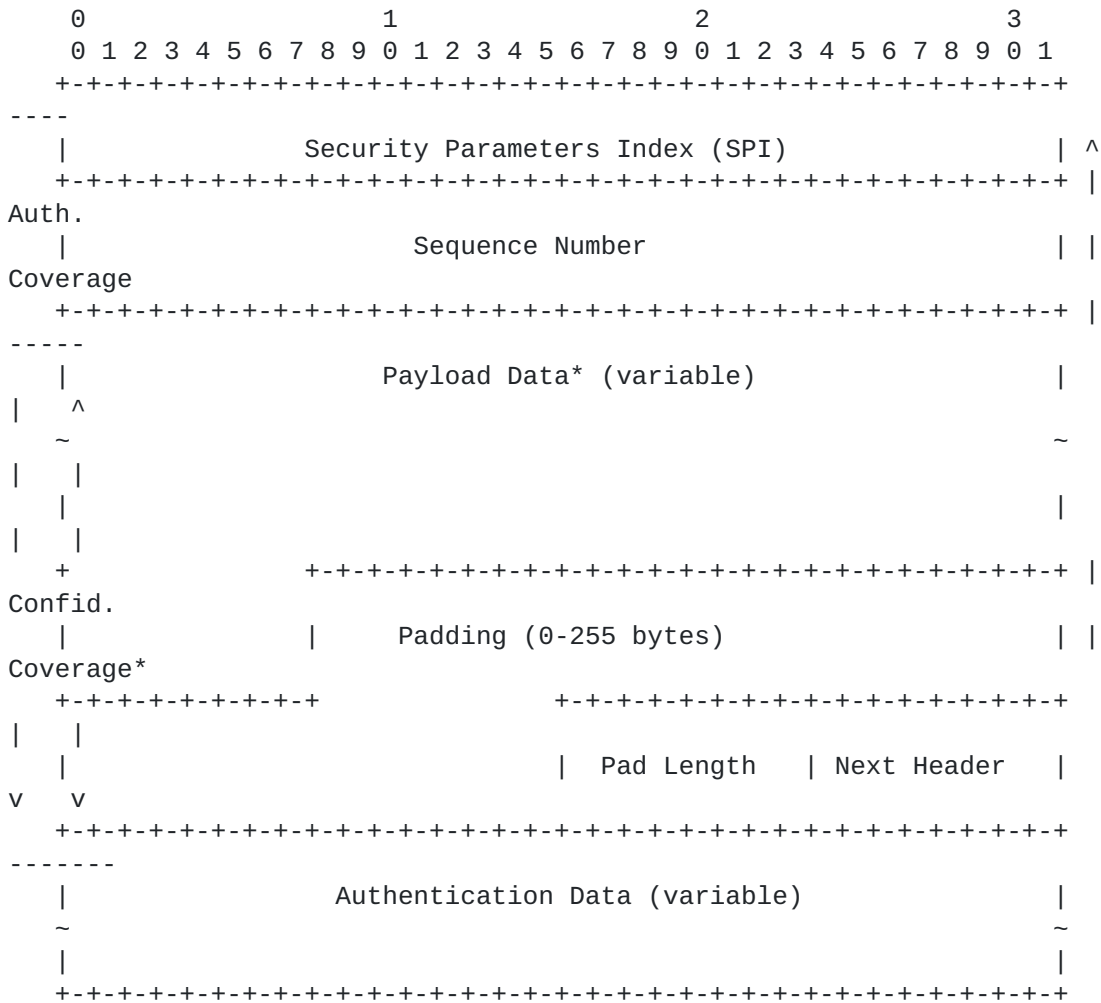 0                   1                   2                   3
    0 1 2 3 4 5 6 7 8 9 0 1 2 3 4 5 6 7 8 9 0 1 2 3 4 5 6 7 8 9 0 1
   +-+-+-+-+-+-+-+-+-+-+-+-+-+-+-+-+-+-+-+-+-+-+-+-+-+-+-+-+-+-+-+-+
----
   |               Security Parameters Index (SPI)                 | ^
   +-+-+-+-+-+-+-+-+-+-+-+-+-+-+-+-+-+-+-+-+-+-+-+-+-+-+-+-+-+-+-+-+ |
Auth.
   |                      Sequence Number                          | |
Coverage
   +-+-+-+-+-+-+-+-+-+-+-+-+-+-+-+-+-+-+-+-+-+-+-+-+-+-+-+-+-+-+-+-+ |
-----
   |                    Payload Data* (variable)                   |
|   ^
   ~                                                               ~
|   |
   |                                                               |
|   |
   +               +-+-+-+-+-+-+-+-+-+-+-+-+-+-+-+-+-+-+-+-+-+-+-+-+ |
Confid.
   |               |     Padding (0-255 bytes)                     | |
Coverage*
   +-+-+-+-+-+-+-+-+               +-+-+-+-+-+-+-+-+-+-+-+-+-+-+-+-+
|   |
   |                               |  Pad Length   | Next Header   |
v   v
   +-+-+-+-+-+-+-+-+-+-+-+-+-+-+-+-+-+-+-+-+-+-+-+-+-+-+-+-+-+-+-+-+
-------
   |                 Authentication Data (variable)                |
   ~                                                               ~
   |                                                               |
   +-+-+-+-+-+-+-+-+-+-+-+-+-+-+-+-+-+-+-+-+-+-+-+-+-+-+-+-+-+-+-+-+